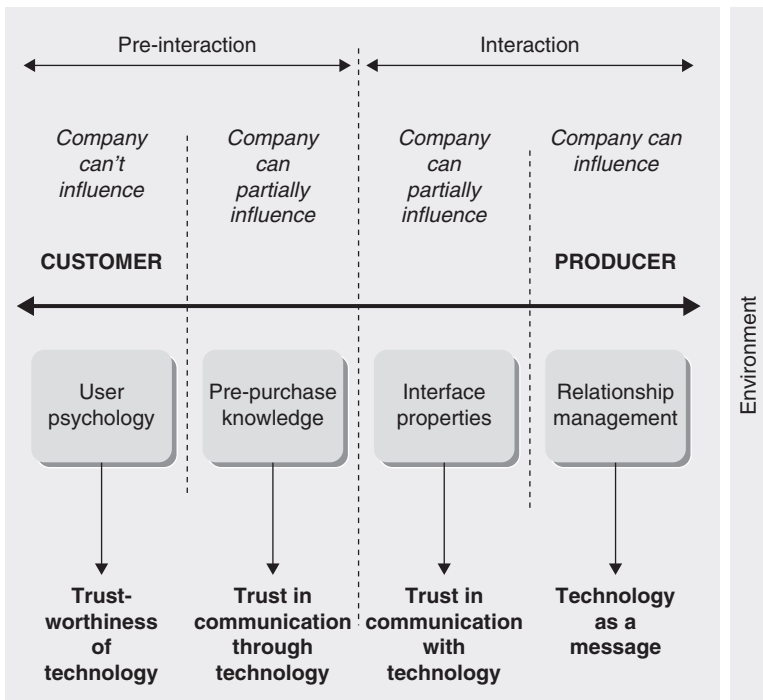 Pre-interaction
Interaction
Company
can't
influence
Company
can
partially
influence
Company
can
partially
influence
Company can
influence
CUSTOMER
PRODUCER
User
psychology
Pre-purchase
knowledge
Interface
properties
Relationship
management
Trust-
worthiness
of
technology
Trust in
communication
through
technology
Trust in
communication
with
technology
Technology
as a
message
Environment